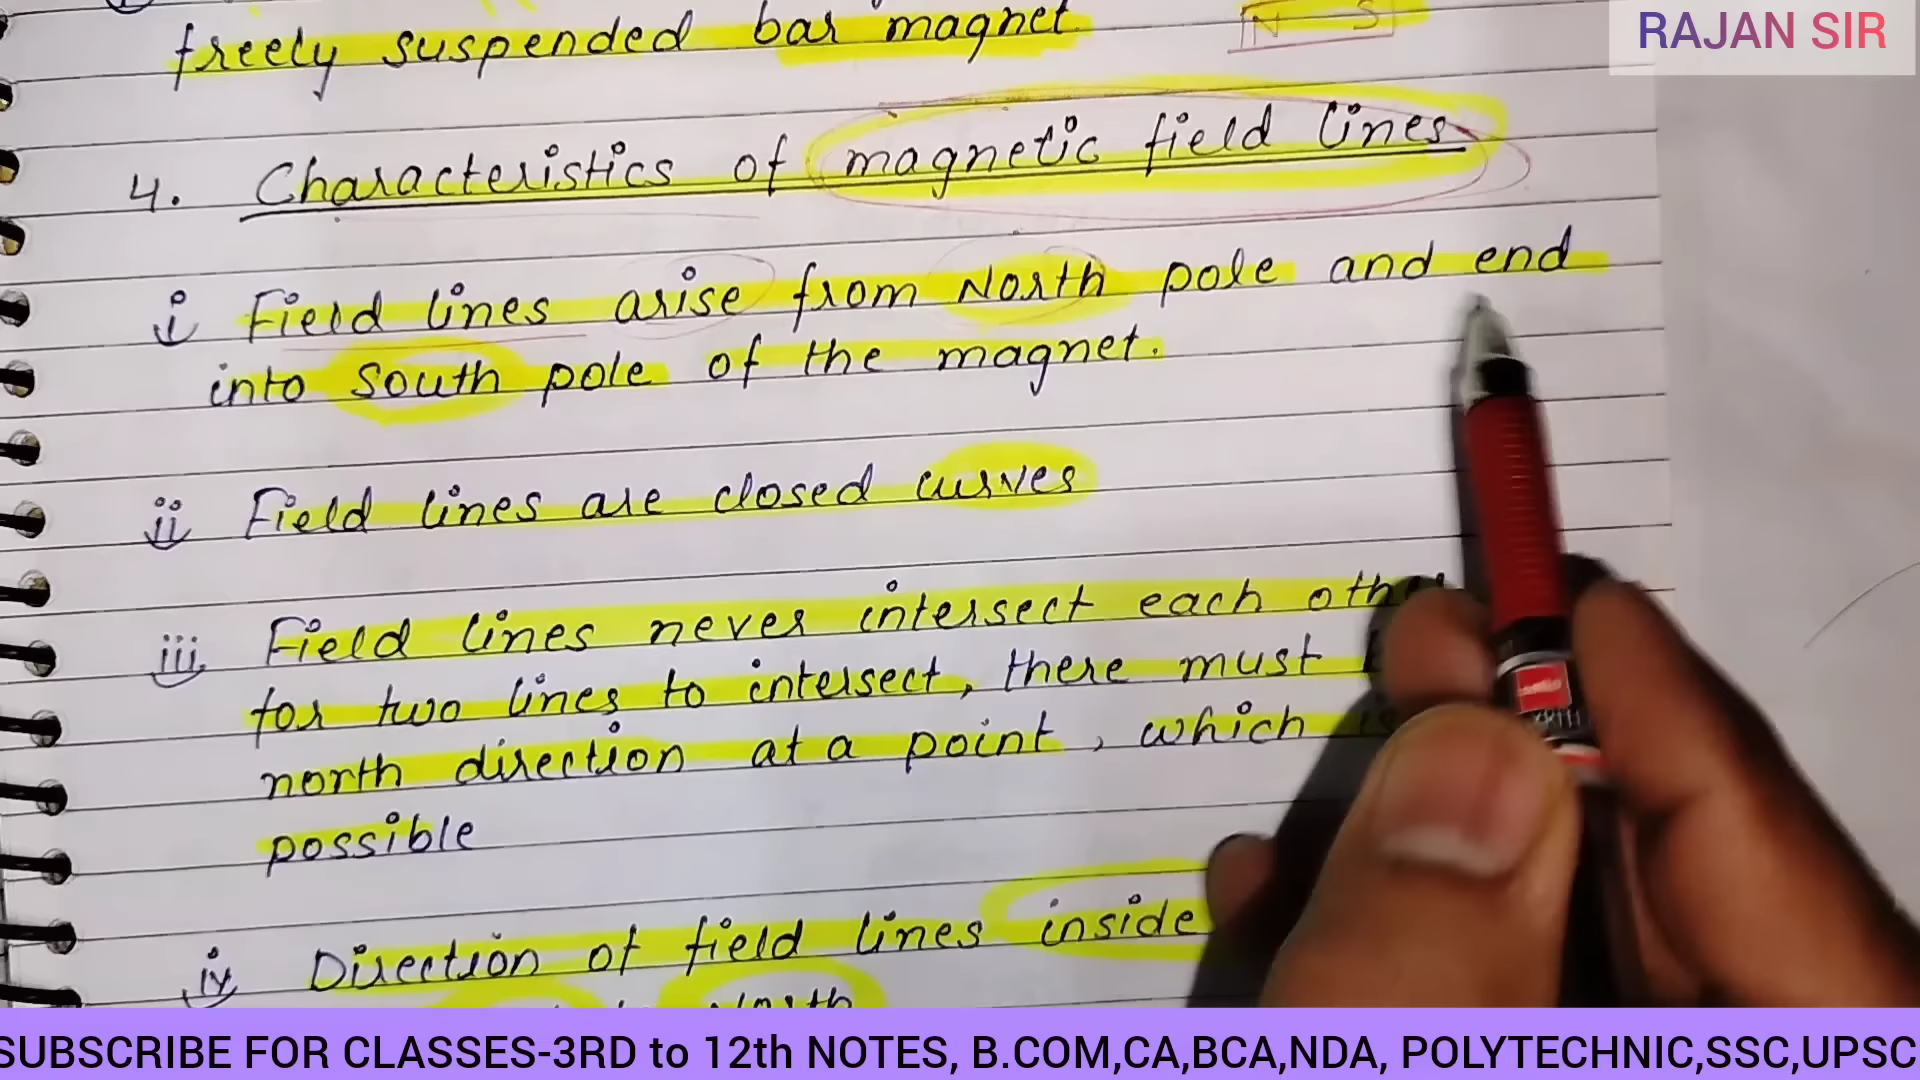 RAJAN SIR
freely suspended bar magnet
N S
4. Characteristics of magnetic field lines
i Field lines arise from North pole and end
into South pole of the magnet.
ii Field lines are closed curves
iii Field lines never intersect each
for two lines to intersect, there must
north direction at a point, which is
possible
iv Direction of field lines inside
North
SUBSCRIBE FOR CLASSES-3RD to 12th NOTES, B.COM,CA,BCA,NDA, POLYTECHNIC,SSC,UPSC